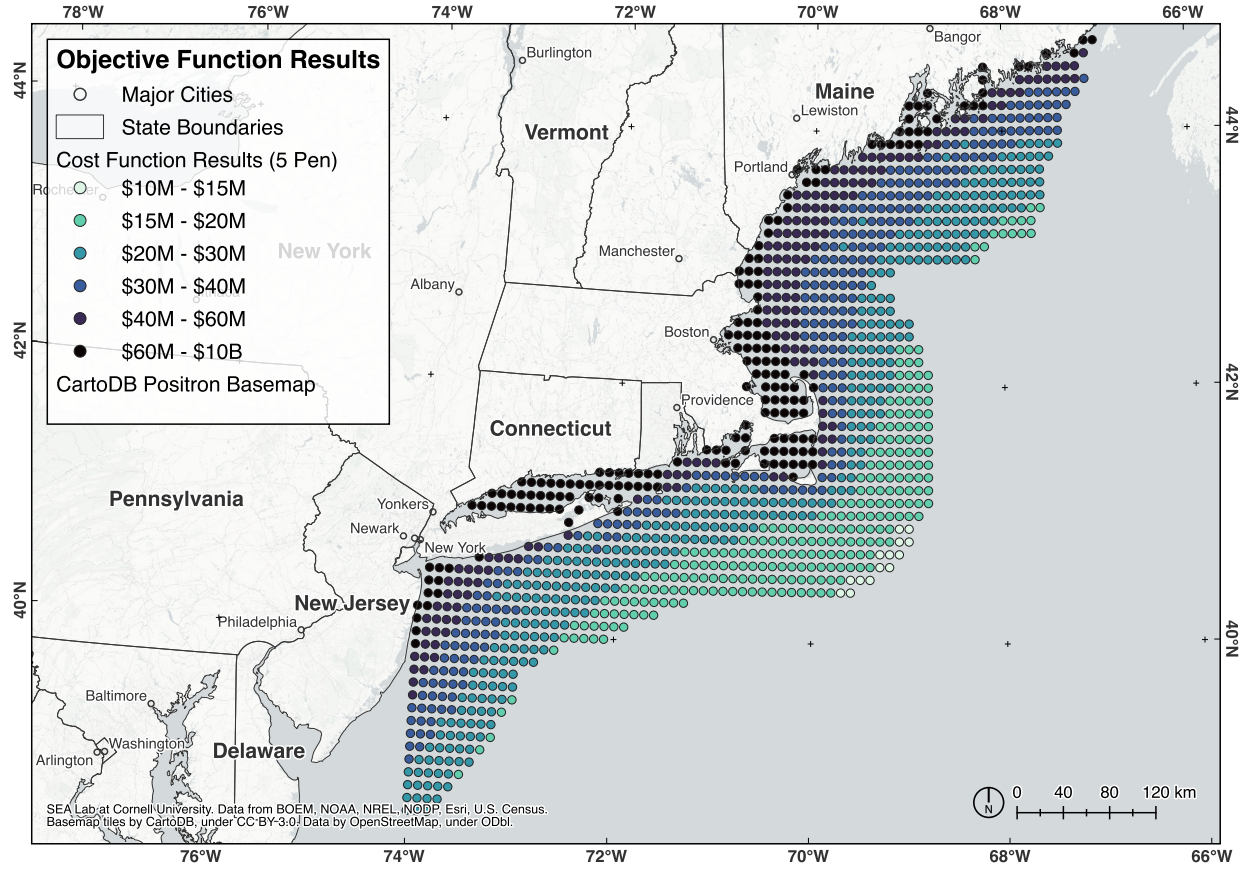 78°W 76°W 74°W 72°W 70°W 68°W 66°W
44°N
42°N
40°N
44°N
42°N
40°N
Objective Function Results
Major Cities
State Boundaries
Cost Function Results (5 Pen)
$10M - $15M
$15M - $20M
$20M - $30M
$30M - $40M
$40M - $60M
$60M - $10B
CartoDB Positron Basemap
Rochester
New York
Ithaca
Burlington
Bangor
Maine
Lewiston
Vermont
Portland
Manchester
Albany
Boston
Providence
Connecticut
Pennsylvania
Yonkers
Newark
New York
New Jersey
Philadelphia
Baltimore
Washington
Arlington
Delaware
SEA Lab at Cornell University. Data from BOEM, NOAA, NREL, NODP, Esri, U.S. Census.
Basemap tiles by CartoDB, under CC BY 3.0. Data by OpenStreetMap, under ODbl.
N
0 40 80 120 km
76°W 74°W 72°W 70°W 68°W 66°W